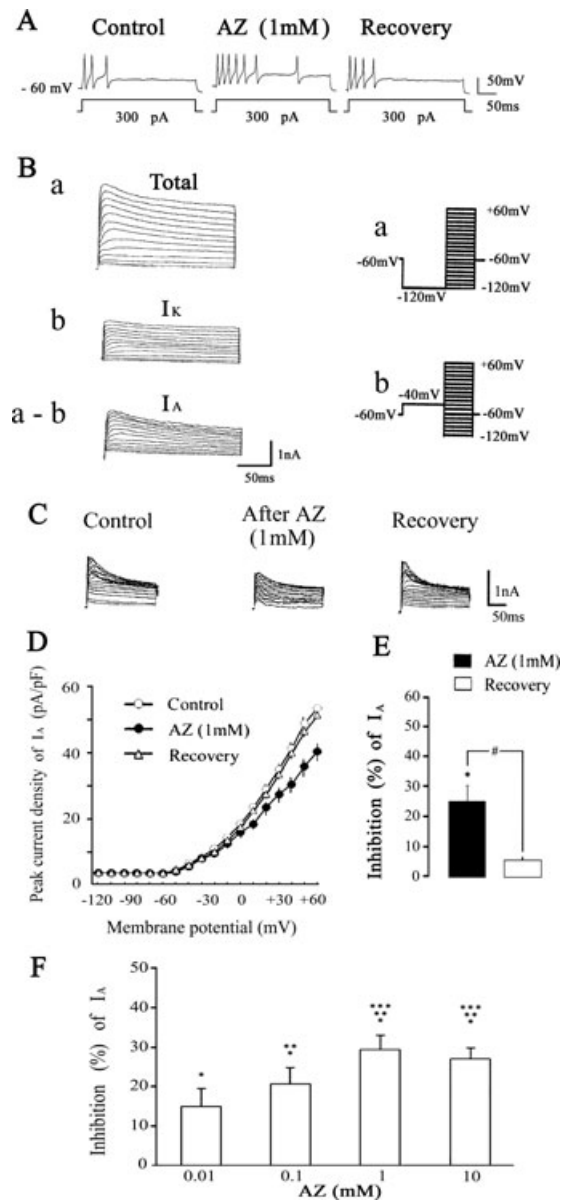 A
Control AZ (1mM) Recovery
- 60 mV
50mV
50ms
300 pA 300 pA 300 pA
B
a
Total
a
+60mV
-60mV
-60mV
-120mV
-120mV
b
IK
b
+60mV
-40mV
-60mV
-60mV
-120mV
a - b
IA
1nA
50ms
C
Control
After AZ
(1mM)
Recovery
1nA
50ms
D
Peak current density of IA (pA/pF)
60
40
20
0
Control
AZ (1mM)
Recovery
-120 -90 -60 -30 0 +30 +60
Membrane potential (mV)
E
AZ (1mM)
Recovery
Inhibition (%) of IA
60
50
40
30
20
10
0
*
#
F
Inhibition (%) of IA
50
40
30
20
10
0
*
**
*
***
**
*
***
**
*
0.01 0.1 1 10
AZ (mM)